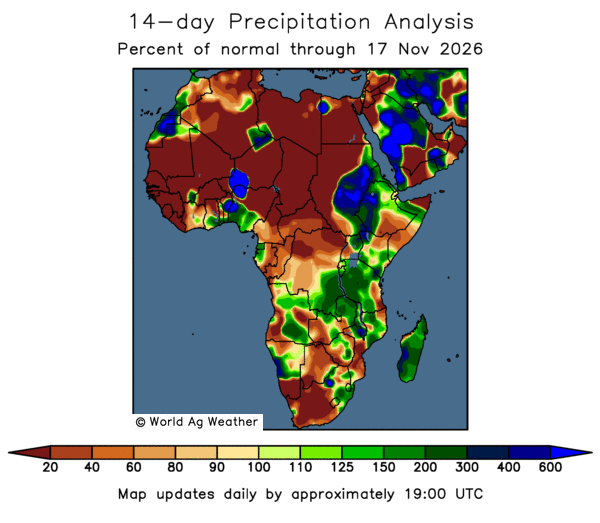 14-day Precipitation Analysis
Percent of normal through 17 Nov 2026
© World Ag Weather
20 40 60 80 90 100 110 125 150 200 300 400 600
Map updates daily by approximately 19:00 UTC